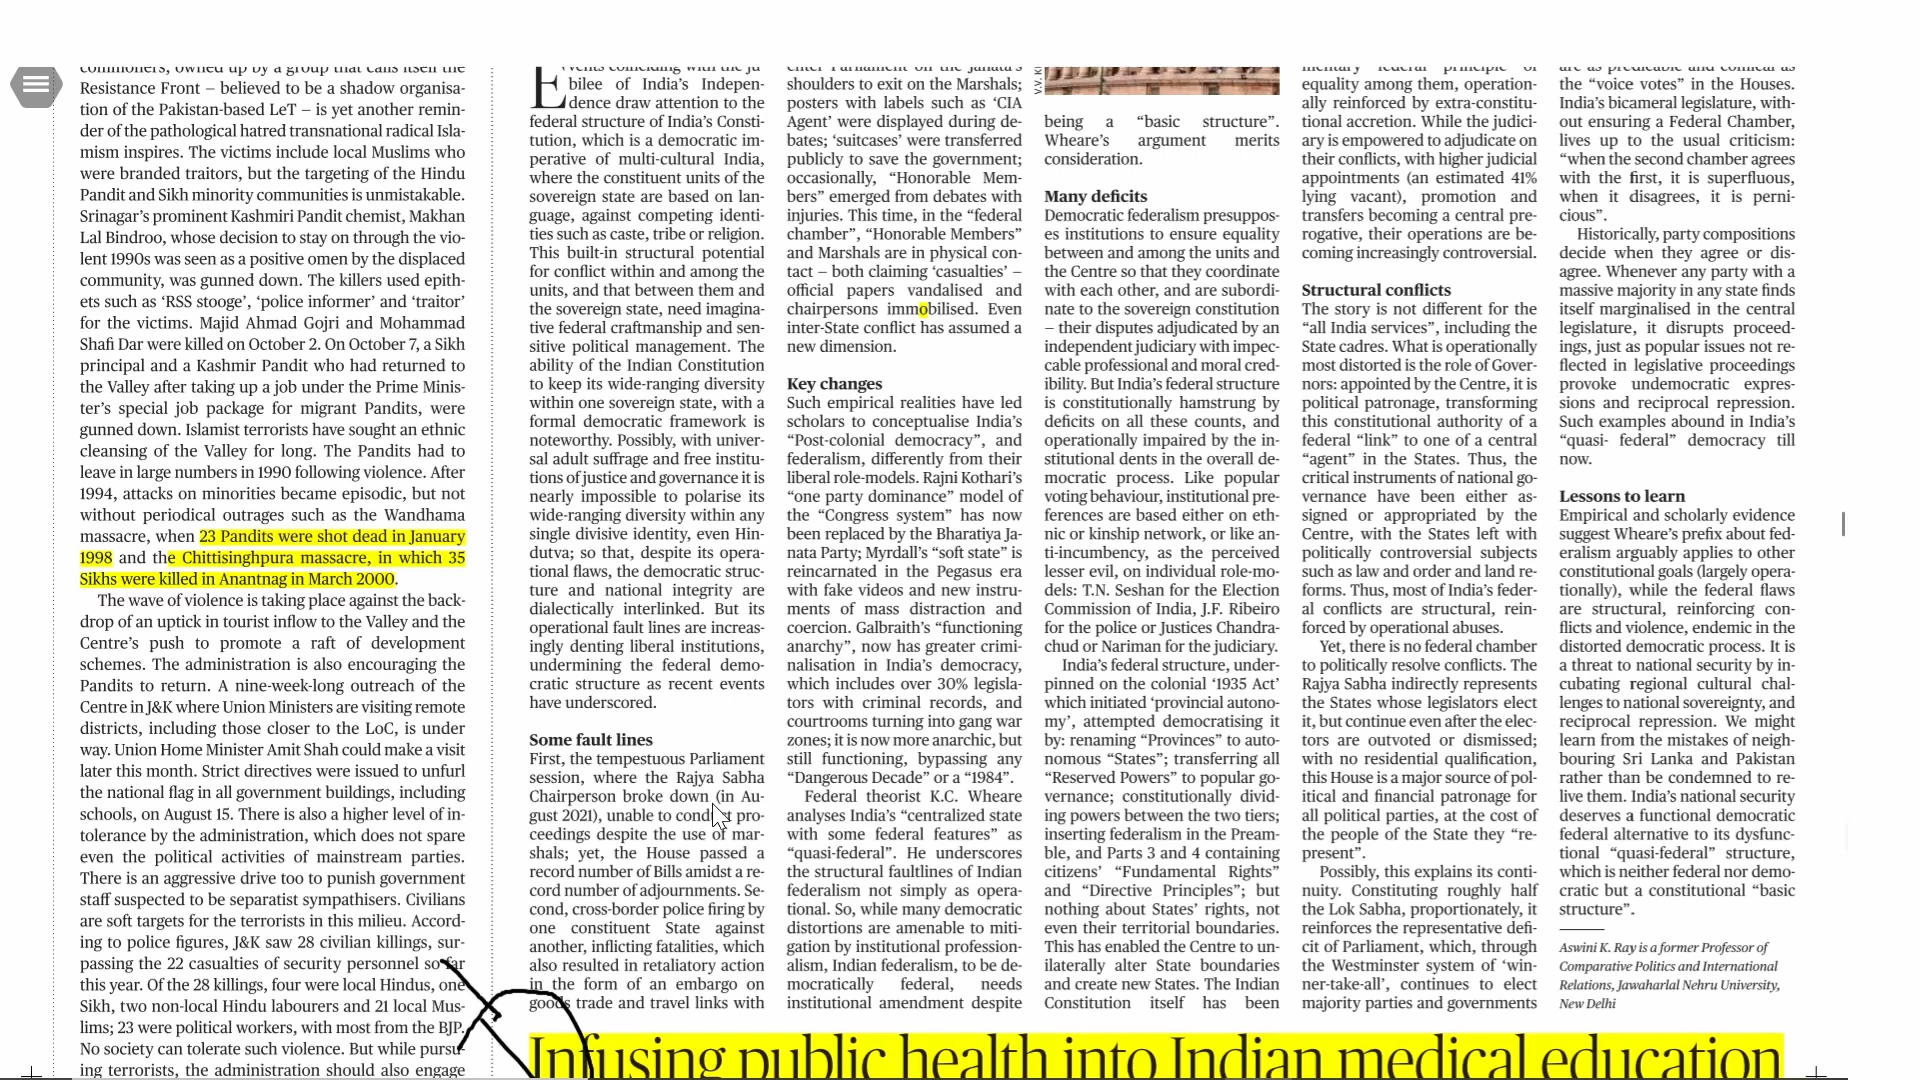 commoners, owned up by a group that calls itself the
Resistance Front – believed to be a shadow organisa-
tion of the Pakistan-based LeT – is yet another remin-
der of the pathological hatred transnational radical Isla-
mism inspires. The victims include local Muslims who
were branded traitors, but the targeting of the Hindu
Pandit and Sikh minority communities is unmistakable.
Srinagar’s prominent Kashmiri Pandit chemist, Makhan
Lal Bindroo, whose decision to stay on through the vio-
lent 1990s was seen as a positive omen by the displaced
community, was gunned down. The killers used epith-
ets such as ‘RSS stooge’, ‘police informer’ and ‘traitor’
for the victims. Majid Ahmad Gojri and Mohammad
Shafi Dar were killed on October 2. On October 7, a Sikh
principal and a Kashmir Pandit who had returned to
the Valley after taking up a job under the Prime Minis-
ter’s special job package for migrant Pandits, were
gunned down. Islamist terrorists have sought an ethnic
cleansing of the Valley for long. The Pandits had to
leave in large numbers in 1990 following violence. After
1994, attacks on minorities became episodic, but not
without periodical outrages such as the Wandhama
massacre, when 23 Pandits were shot dead in January
1998 and the Chittisinghpura massacre, in which 35
Sikhs were killed in Anantnag in March 2000.
The wave of violence is taking place against the back-
drop of an uptick in tourist inflow to the Valley and the
Centre’s push to promote a raft of development
schemes. The administration is also encouraging the
Pandits to return. A nine-week-long outreach of the
Centre in J&K where Union Ministers are visiting remote
districts, including those closer to the LoC, is under
way. Union Home Minister Amit Shah could make a visit
later this month. Strict directives were issued to unfurl
the national flag in all government buildings, including
schools, on August 15. There is also a higher level of in-
tolerance by the administration, which does not spare
even the political activities of mainstream parties.
There is an aggressive drive too to punish government
staff suspected to be separatist sympathisers. Civilians
are soft targets for the terrorists in this milieu. Accord-
ing to police figures, J&K saw 28 civilian killings, sur-
passing the 22 casualties of security personnel so far
this year. Of the 28 killings, four were local Hindus, one
Sikh, two non-local Hindu labourers and 21 local Mus-
lims; 23 were political workers, with most from the BJP.
No society can tolerate such violence. But while pursu-
ing terrorists, the administration should also engage
Events coinciding with the ju-
bilee of India’s Indepen-
dence draw attention to the
federal structure of India’s Consti-
tution, which is a democratic im-
perative of multi-cultural India,
where the constituent units of the
sovereign state are based on lan-
guage, against competing identi-
ties such as caste, tribe or religion.
This built-in structural potential
for conflict within and among the
units, and that between them and
the sovereign state, need imagina-
tive federal craftmanship and sen-
sitive political management. The
ability of the Indian Constitution
to keep its wide-ranging diversity
within one sovereign state, with a
formal democratic framework is
noteworthy. Possibly, with univer-
sal adult suffrage and free institu-
tions of justice and governance it is
nearly impossible to polarise its
wide-ranging diversity within any
single divisive identity, even Hin-
dutva; so that, despite its opera-
tional flaws, the democratic struc-
ture and national integrity are
dialectically interlinked. But its
operational fault lines are increas-
ingly denting liberal institutions,
undermining the federal demo-
cratic structure as recent events
have underscored.
Some fault lines
First, the tempestuous Parliament
session, where the Rajya Sabha
Chairperson broke down (in Au-
gust 2021), unable to conduct pro-
ceedings despite the use of mar-
shals; yet, the House passed a
record number of Bills amidst a re-
cord number of adjournments. Se-
cond, cross-border police firing by
one constituent State against
another, inflicting fatalities, which
also resulted in retaliatory action
in the form of an embargo on
goods trade and travel links with
enter Parliament on the janata’s
shoulders to exit on the Marshals;
posters with labels such as ‘CIA
Agent’ were displayed during de-
bates; ‘suitcases’ were transferred
publicly to save the government;
occasionally, “Honorable Mem-
bers” emerged from debates with
injuries. This time, in the “federal
chamber”, “Honorable Members”
and Marshals are in physical con-
tact – both claiming ‘casualties’ –
official papers vandalised and
chairpersons immobilised. Even
inter-State conflict has assumed a
new dimension.
Key changes
Such empirical realities have led
scholars to conceptualise India’s
“Post-colonial democracy”, and
federalism, differently from their
liberal role-models. Rajni Kothari’s
“one party dominance” model of
the “Congress system” has now
been replaced by the Bharatiya Ja-
nata Party; Myrdall’s “soft state” is
reincarnated in the Pegasus era
with fake videos and new instru-
ments of mass distraction and
coercion. Galbraith’s “functioning
anarchy”, now has greater crimi-
nalisation in India’s democracy,
which includes over 30% legisla-
tors with criminal records, and
courtrooms turning into gang war
zones; it is now more anarchic, but
still functioning, bypassing any
“Dangerous Decade” or a “1984”.
Federal theorist K.C. Wheare
analyses India’s “centralized state
with some federal features” as
“quasi-federal”. He underscores
the structural faultlines of Indian
federalism not simply as opera-
tional. So, while many democratic
distortions are amenable to miti-
gation by institutional profession-
alism, Indian federalism, to be de-
mocratically federal, needs
institutional amendment despite
V.V. K
being a “basic structure”.
Wheare’s argument merits
consideration.
Many deficits
Democratic federalism presuppos-
es institutions to ensure equality
between and among the units and
the Centre so that they coordinate
with each other, and are subordi-
nate to the sovereign constitution
– their disputes adjudicated by an
independent judiciary with impec-
cable professional and moral cred-
ibility. But India’s federal structure
is constitutionally hamstrung by
deficits on all these counts, and
operationally impaired by the in-
stitutional dents in the overall de-
mocratic process. Like popular
voting behaviour, institutional pre-
ferences are based either on eth-
nic or kinship network, or like an-
ti-incumbency, as the perceived
lesser evil, on individual role-mo-
dels: T.N. Seshan for the Election
Commission of India, J.F. Ribeiro
for the police or Justices Chandra-
chud or Nariman for the judiciary.
India’s federal structure, under-
pinned on the colonial ‘1935 Act’
which initiated ‘provincial autono-
my’, attempted democratising it
by: renaming “Provinces” to auto-
nomous “States”; transferring all
“Reserved Powers” to popular go-
vernance; constitutionally divid-
ing powers between the two tiers;
inserting federalism in the Pream-
ble, and Parts 3 and 4 containing
citizens’ “Fundamental Rights”
and “Directive Principles”; but
nothing about States’ rights, not
even their territorial boundaries.
This has enabled the Centre to un-
ilaterally alter State boundaries
and create new States. The Indian
Constitution itself has been
mentary federal principle of
equality among them, operation-
ally reinforced by extra-constitu-
tional accretion. While the judici-
ary is empowered to adjudicate on
their conflicts, with higher judicial
appointments (an estimated 41%
lying vacant), promotion and
transfers becoming a central pre-
rogative, their operations are be-
coming increasingly controversial.
Structural conflicts
The story is not different for the
“all India services”, including the
State cadres. What is operationally
most distorted is the role of Gover-
nors: appointed by the Centre, it is
political patronage, transforming
this constitutional authority of a
federal “link” to one of a central
“agent” in the States. Thus, the
critical instruments of national go-
vernance have been either as-
signed or appropriated by the
Centre, with the States left with
politically controversial subjects
such as law and order and land re-
forms. Thus, most of India’s feder-
al conflicts are structural, rein-
forced by operational abuses.
Yet, there is no federal chamber
to politically resolve conflicts. The
Rajya Sabha indirectly represents
the States whose legislators elect
it, but continue even after the elec-
tors are outvoted or dismissed;
with no residential qualification,
this House is a major source of pol-
itical and financial patronage for
all political parties, at the cost of
the people of the State they “re-
present”.
Possibly, this explains its conti-
nuity. Constituting roughly half
the Lok Sabha, proportionately, it
reinforces the representative defi-
cit of Parliament, which, through
the Westminster system of ‘win-
ner-take-all’, continues to elect
majority parties and governments
are as predictable and comical as
the “voice votes” in the Houses.
India’s bicameral legislature, with-
out ensuring a Federal Chamber,
lives up to the usual criticism:
“when the second chamber agrees
with the first, it is superfluous,
when it disagrees, it is perni-
cious”.
Historically, party compositions
decide when they agree or dis-
agree. Whenever any party with a
massive majority in any state finds
itself marginalised in the central
legislature, it disrupts proceed-
ings, just as popular issues not re-
flected in legislative proceedings
provoke undemocratic expres-
sions and reciprocal repression.
Such examples abound in India’s
“quasi- federal” democracy till
now.
Lessons to learn
Empirical and scholarly evidence
suggest Wheare’s prefix about fed-
eralism arguably applies to other
constitutional goals (largely opera-
tionally), while the federal flaws
are structural, reinforcing con-
flicts and violence, endemic in the
distorted democratic process. It is
a threat to national security by in-
cubating regional cultural chal-
lenges to national sovereignty, and
reciprocal repression. We might
learn from the mistakes of neigh-
bouring Sri Lanka and Pakistan
rather than be condemned to re-
live them. India’s national security
deserves a functional democratic
federal alternative to its dysfunc-
tional “quasi-federal” structure,
which is neither federal nor demo-
cratic but a constitutional “basic
structure”.
Aswini K. Ray is a former Professor of
Comparative Politics and International
Relations, Jawaharlal Nehru University,
New Delhi
Infusing public health into Indian medical education